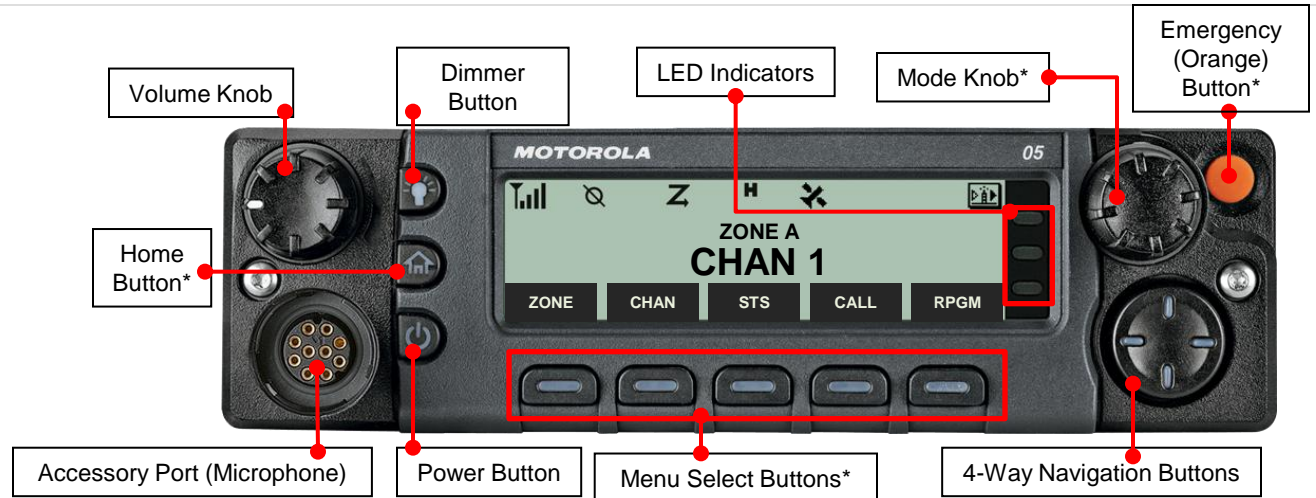 Volume Knob
Dimmer
Button
LED Indicators
Mode Knob*
Emergency
(Orange)
Button*
MOTOROLA
05
Z
H
ZONE A
CHAN 1
ZONE
CHAN
STS
CALL
RPGM
Home
Button*
Accessory Port (Microphone)
Power Button
Menu Select Buttons*
4-Way Navigation Buttons